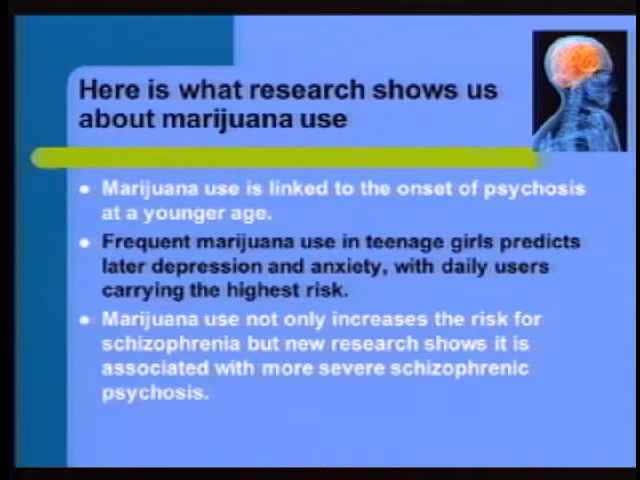 Here is what research shows us
about marijuana use
Marijuana use is linked to the onset of psychosis
at a younger age.
Frequent marijuana use in teenage girls predicts
later depression and anxiety, with daily users
carrying the highest risk.
Marijuana use not only increases the risk for
schizophrenia but new research shows it is
associated with more severe schizophrenic
psychosis.